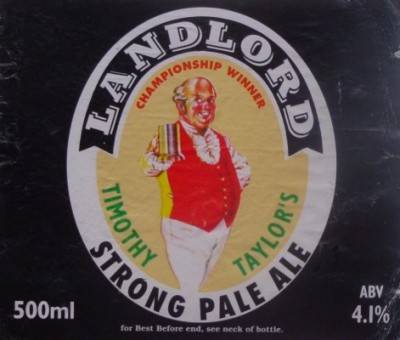 LANDLORD
CHAMPIONSHIP WINNER
TIMOTHY TAYLOR'S
STRONG PALE ALE
500ml
ABV
4.1%
for Best Before end, see neck of bottle.